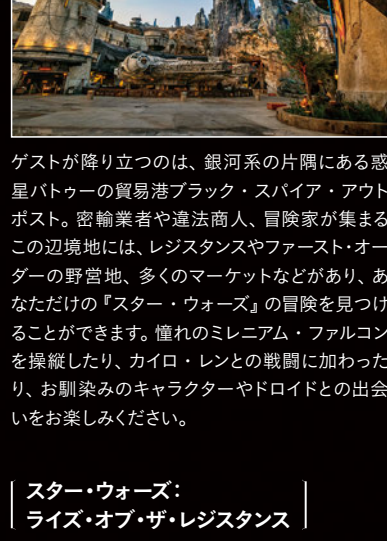 ゲストが降り立つのは、銀河系の片隅にある惑
星バトゥーの貿易港ブラック・スパイア・アウト
ポスト。密輸業者や違法商人、冒険家が集まる
この辺境地には、レジスタンスやファースト・オー
ダーの野営地、多くのマーケットなどがあり、あ
なただけの『スター・ウォーズ』の冒険を見つけ
ることができます。憧れのミレニアム・ファルコン
を操縦したり、カイロ・レンとの戦闘に加わった
り、お馴染みのキャラクターやドロイドとの出会
いをお楽しみください。
スター・ウォーズ：
ライズ・オブ・ザ・レジスタンス